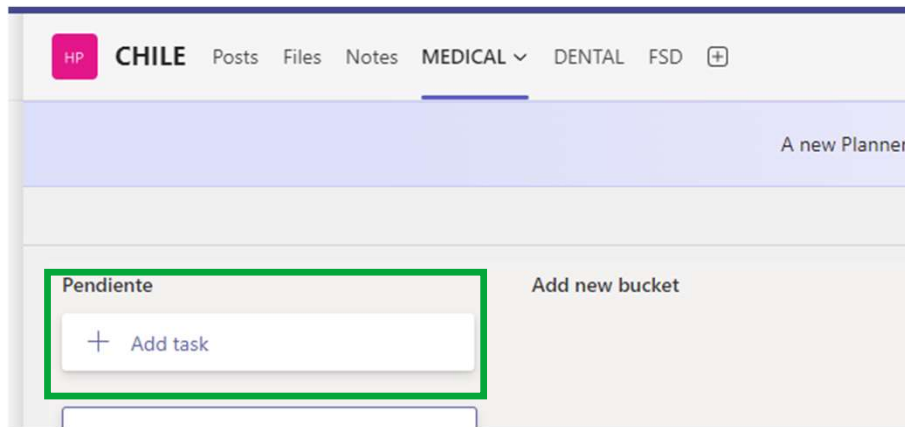 HP CHILE Posts Files Notes MEDICAL DENTAL FSD
A new Planner
Pendiente Add new bucket
+ Add task